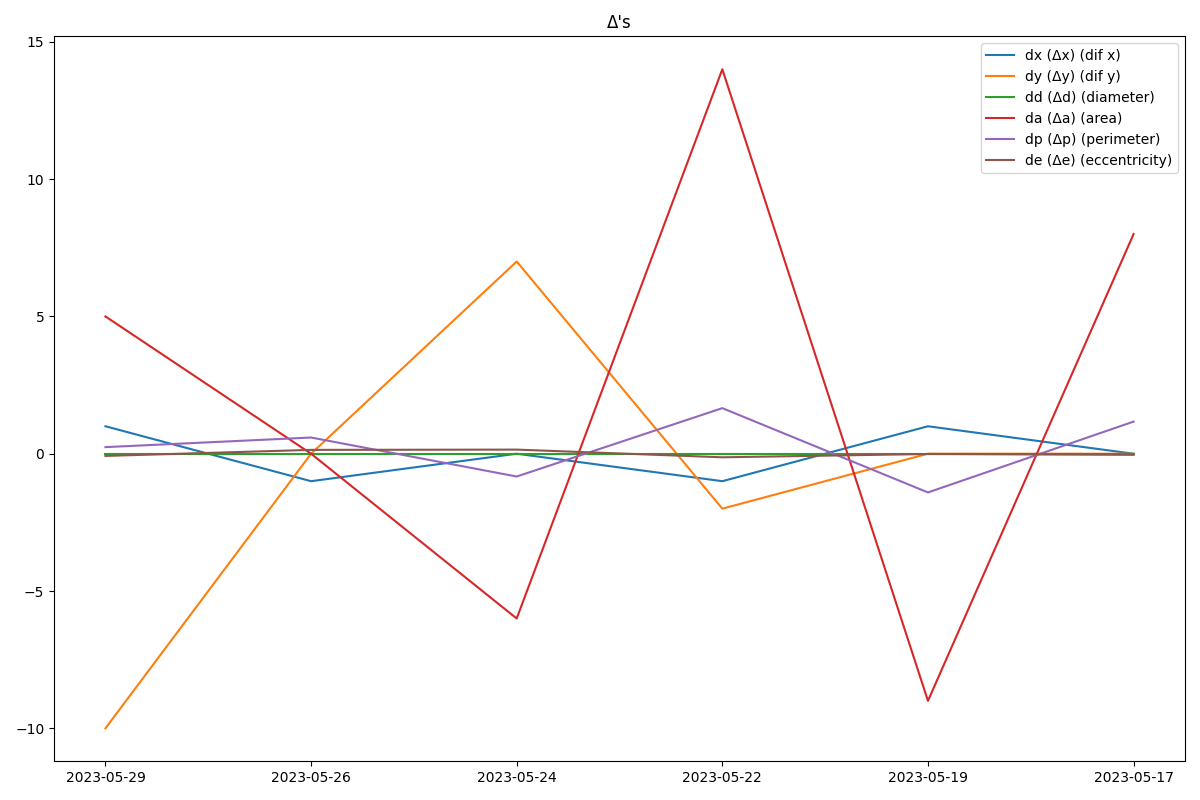 Δ's
15
10
5
0
−5
−10
dx (Δx) (dif x)
dy (Δy) (dif y)
dd (Δd) (diameter)
da (Δa) (area)
dp (Δp) (perimeter)
de (Δe) (eccentricity)
2023-05-29 2023-05-26 2023-05-24 2023-05-22 2023-05-19 2023-05-17